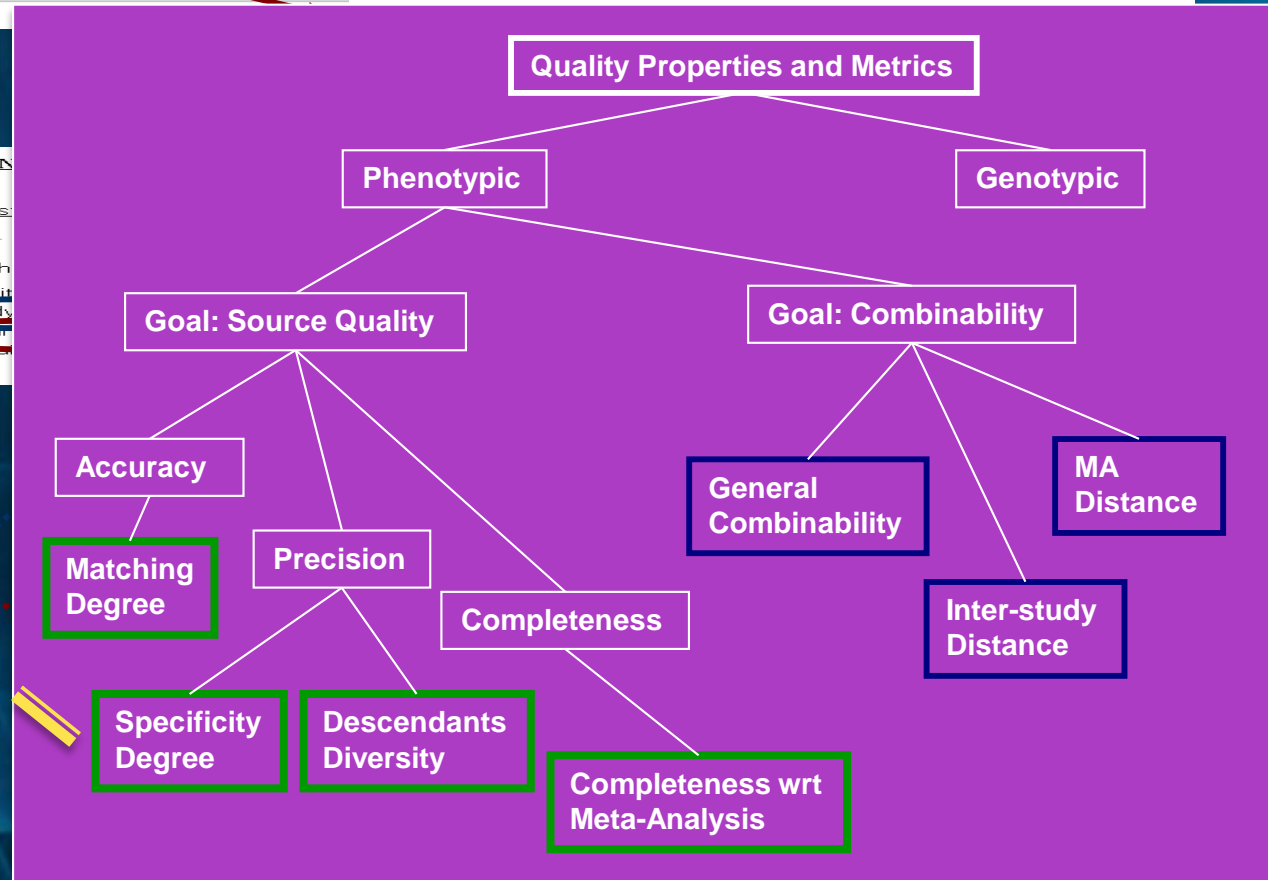 Quality Properties and Metrics
Phenotypic
Genotypic
Goal: Source Quality
Goal: Combinability
Accuracy
General
Combinability
MA
Distance
Matching
Degree
Precision
Completeness
Inter-study
Distance
Specificity
Degree
Descendants
Diversity
Completeness wrt
Meta-Analysis